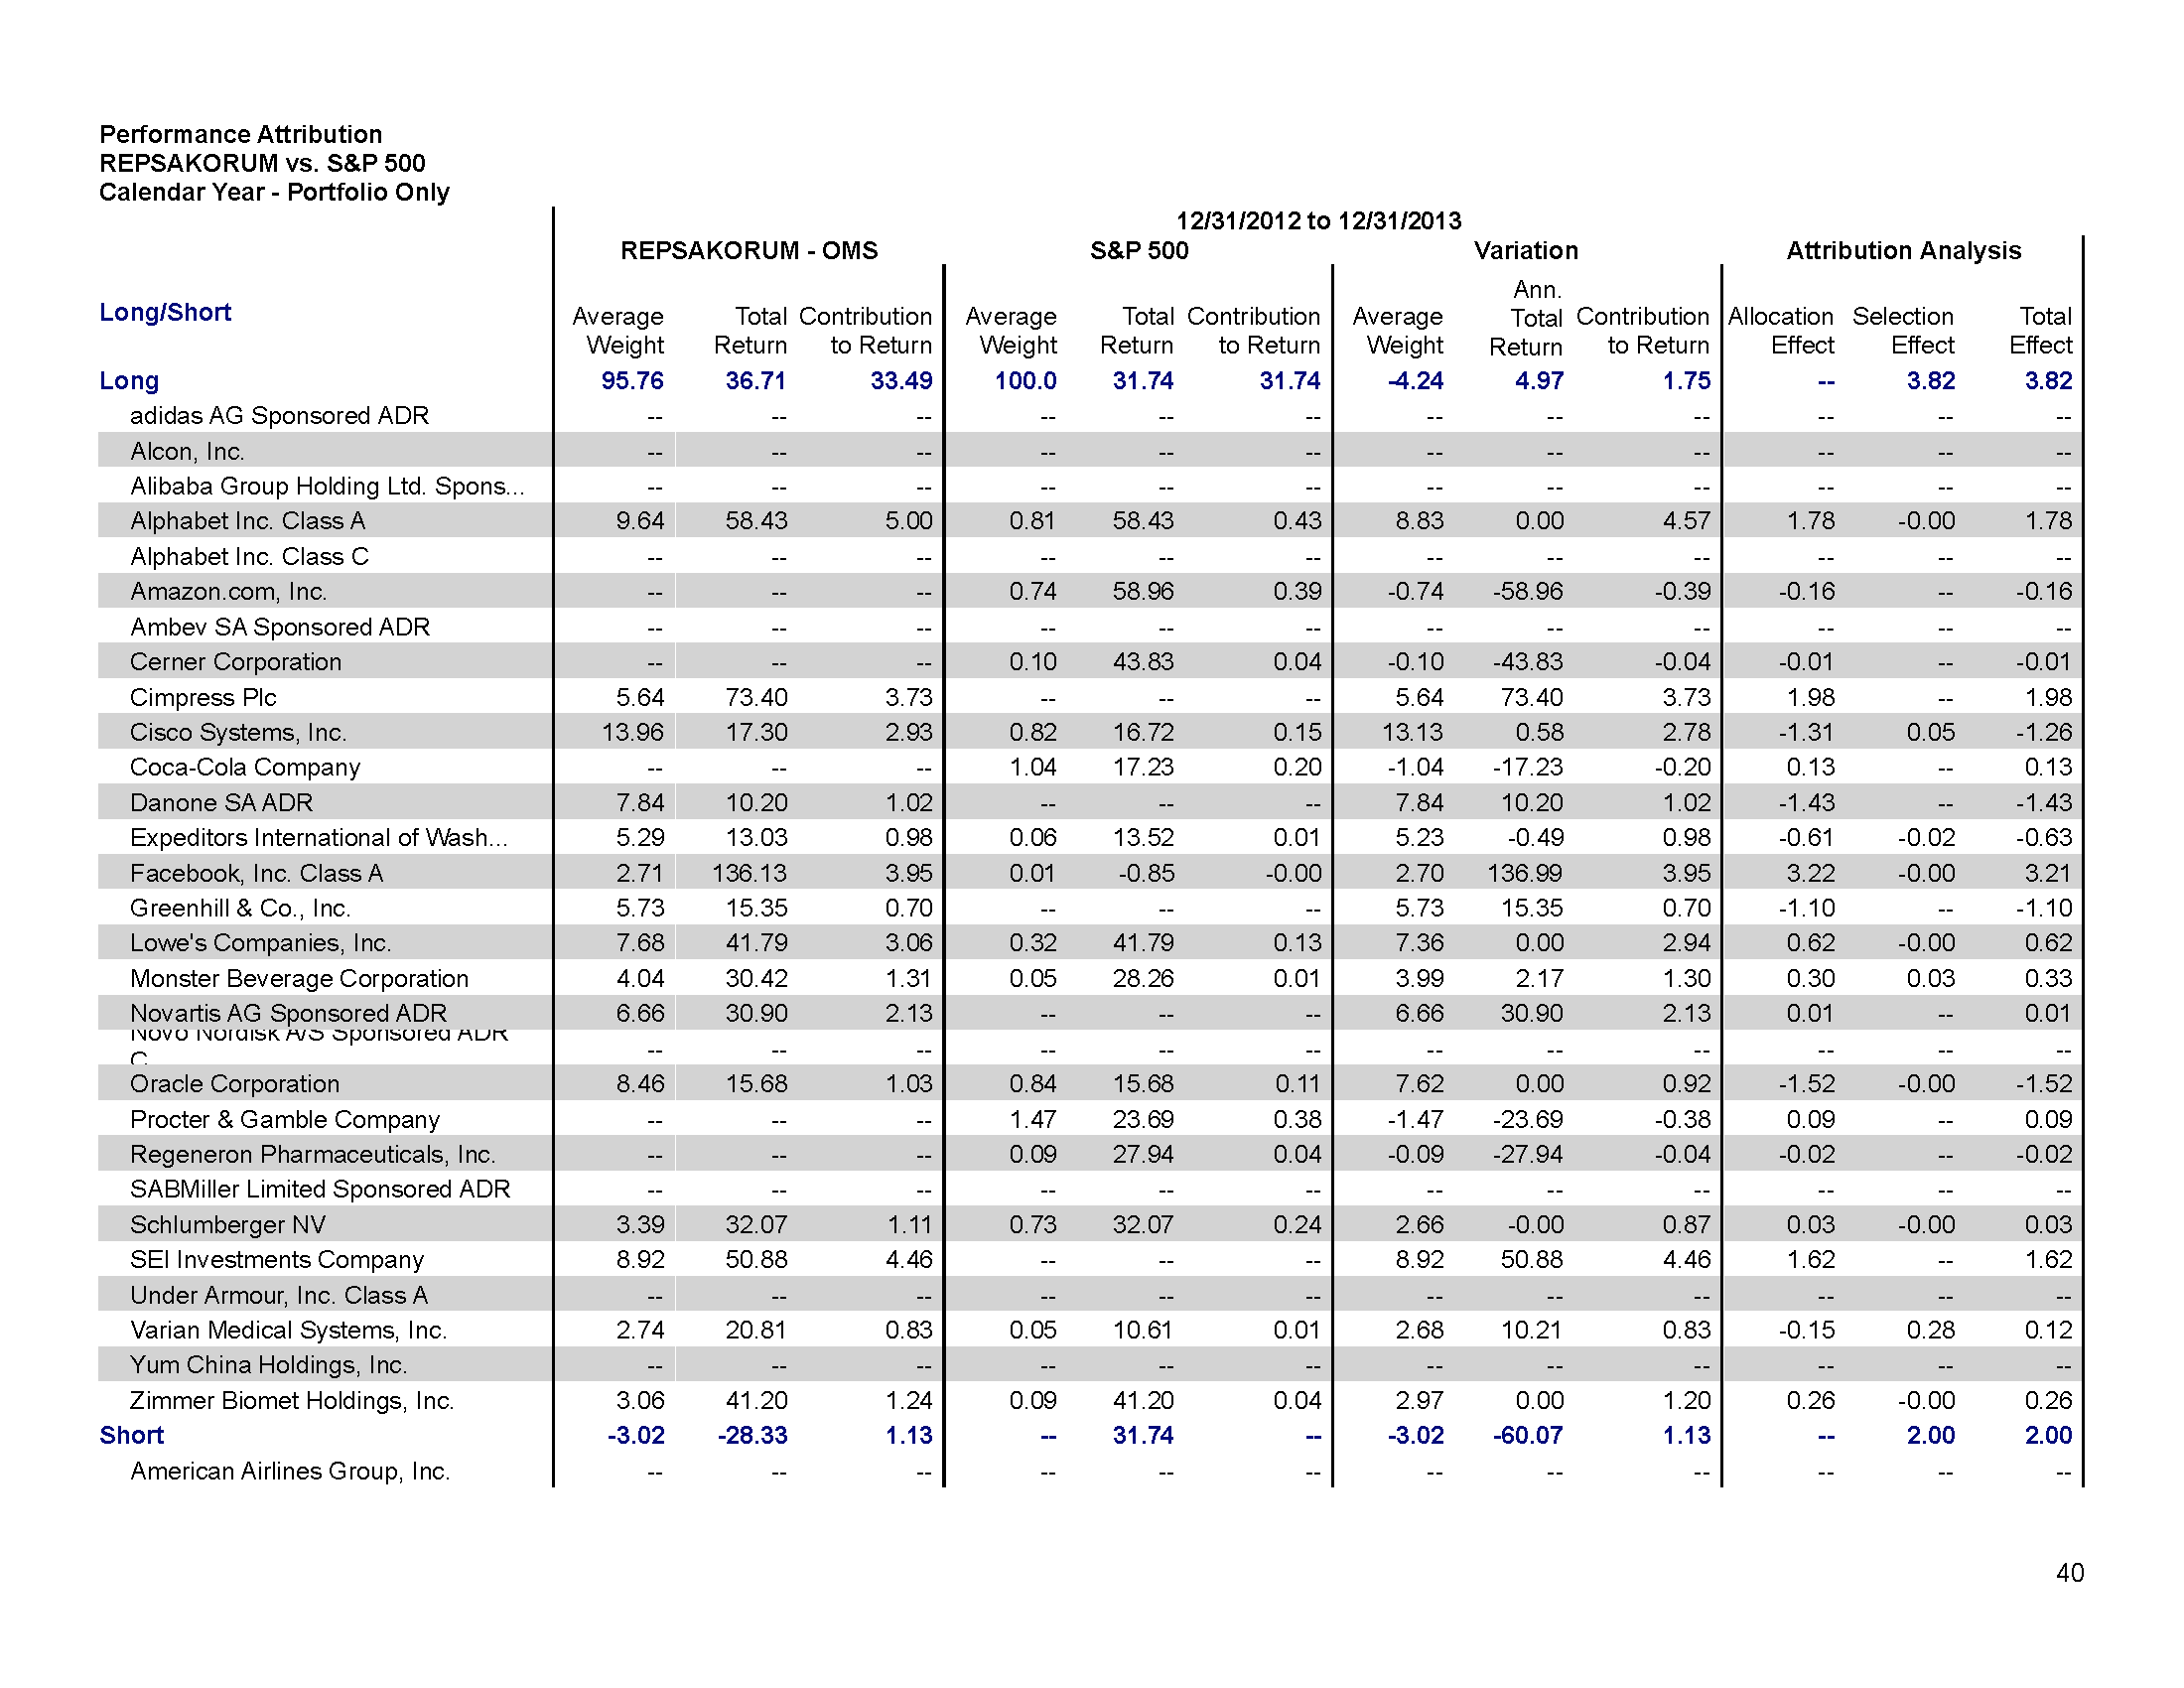 Performance Attribution
REPSAKORUM vs. S&P 500
Calendar Year - Portfolio Only
12/31/2012 to 12/31/2013
REPSAKORUM - OMS S&P 500 Variation Attribution Analysis
Long/Short Average Weight Total Return Contribution to Return Average Weight Total Return Contribution to Return Average Weight Ann. Total Return Contribution to Return Allocation Effect Selection Effect Total Effect
Long 95.76 36.71 33.49 100.0 31.74 31.74 -4.24 4.97 1.75 -- 3.82 3.82
adidas AG Sponsored ADR -- -- -- -- -- -- -- -- -- -- -- --
Alcon, Inc. -- -- -- -- -- -- -- -- -- -- -- --
Alibaba Group Holding Ltd. Spons... -- -- -- -- -- -- -- -- -- -- -- --
Alphabet Inc. Class A 9.64 58.43 5.00 0.81 58.43 0.43 8.83 0.00 4.57 1.78 -0.00 1.78
Alphabet Inc. Class C -- -- -- -- -- -- -- -- -- -- -- --
Amazon.com, Inc. -- -- -- 0.74 58.96 0.39 -0.74 -58.96 -0.39 -0.16 -- -0.16
Ambev SA Sponsored ADR -- -- -- -- -- -- -- -- -- -- -- --
Cerner Corporation -- -- -- 0.10 43.83 0.04 -0.10 -43.83 -0.04 -0.01 -- -0.01
Cimpress Plc 5.64 73.40 3.73 -- -- -- 5.64 73.40 3.73 1.98 -- 1.98
Cisco Systems, Inc. 13.96 17.30 2.93 0.82 16.72 0.15 13.13 0.58 2.78 -1.31 0.05 -1.26
Coca-Cola Company -- -- -- 1.04 17.23 0.20 -1.04 -17.23 -0.20 0.13 -- 0.13
Danone SA ADR 7.84 10.20 1.02 -- -- -- 7.84 10.20 1.02 -1.43 -- -1.43
Expeditors International of Wash... 5.29 13.03 0.98 0.06 13.52 0.01 5.23 -0.49 0.98 -0.61 -0.02 -0.63
Facebook, Inc. Class A 2.71 136.13 3.95 0.01 -0.85 -0.00 2.70 136.99 3.95 3.22 -0.00 3.21
Greenhill & Co., Inc. 5.73 15.35 0.70 -- -- -- 5.73 15.35 0.70 -1.10 -- -1.10
Lowe's Companies, Inc. 7.68 41.79 3.06 0.32 41.79 0.13 7.36 0.00 2.94 0.62 -0.00 0.62
Monster Beverage Corporation 4.04 30.42 1.31 0.05 28.26 0.01 3.99 2.17 1.30 0.30 0.03 0.33
Novartis AG Sponsored ADR 6.66 30.90 2.13 -- -- -- 6.66 30.90 2.13 0.01 -- 0.01
Novo Nordisk A/S Sponsored ADR C -- -- -- -- -- -- -- -- -- -- -- --
Oracle Corporation 8.46 15.68 1.03 0.84 15.68 0.11 7.62 0.00 0.92 -1.52 -0.00 -1.52
Procter & Gamble Company -- -- -- 1.47 23.69 0.38 -1.47 -23.69 -0.38 0.09 -- 0.09
Regeneron Pharmaceuticals, Inc. -- -- -- 0.09 27.94 0.04 -0.09 -27.94 -0.04 -0.02 -- -0.02
SABMiller Limited Sponsored ADR -- -- -- -- -- -- -- -- -- -- -- --
Schlumberger NV 3.39 32.07 1.11 0.73 32.07 0.24 2.66 -0.00 0.87 0.03 -0.00 0.03
SEI Investments Company 8.92 50.88 4.46 -- -- -- 8.92 50.88 4.46 1.62 -- 1.62
Under Armour, Inc. Class A -- -- -- -- -- -- -- -- -- -- -- --
Varian Medical Systems, Inc. 2.74 20.81 0.83 0.05 10.61 0.01 2.68 10.21 0.83 -0.15 0.28 0.12
Yum China Holdings, Inc. -- -- -- -- -- -- -- -- -- -- -- --
Zimmer Biomet Holdings, Inc. 3.06 41.20 1.24 0.09 41.20 0.04 2.97 0.00 1.20 0.26 -0.00 0.26
Short -3.02 -28.33 1.13 -- 31.74 -- -3.02 -60.07 1.13 -- 2.00 2.00
American Airlines Group, Inc. -- -- -- -- -- -- -- -- -- -- -- --
40